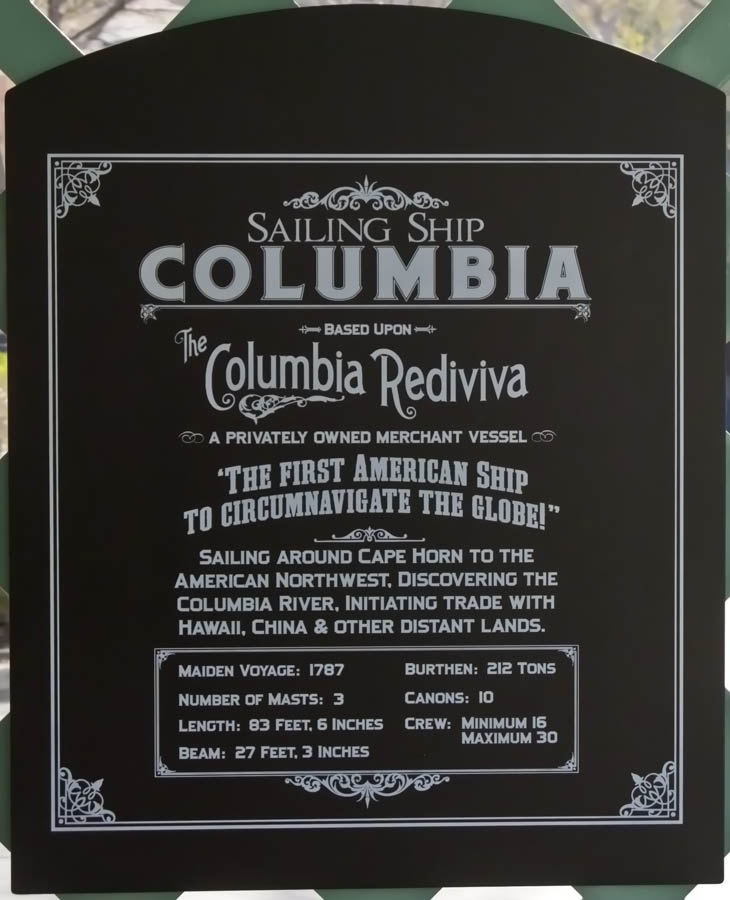 Sailing Ship
COLUMBIA
Based Upon
The
Columbia Rediviva
A privately owned merchant vessel
'The first American Ship
to circumnavigate the globe!"
Sailing around Cape Horn to the
American Northwest, Discovering the
Columbia River, Initiating trade with
Hawaii, China & other distant lands.
Maiden Voyage: 1787 Burthen: 212 Tons
Number of Masts: 3 Canons: 10
Length: 83 Feet, 6 Inches Crew: Minimum 16
Maximum 30
Beam: 27 Feet, 3 Inches